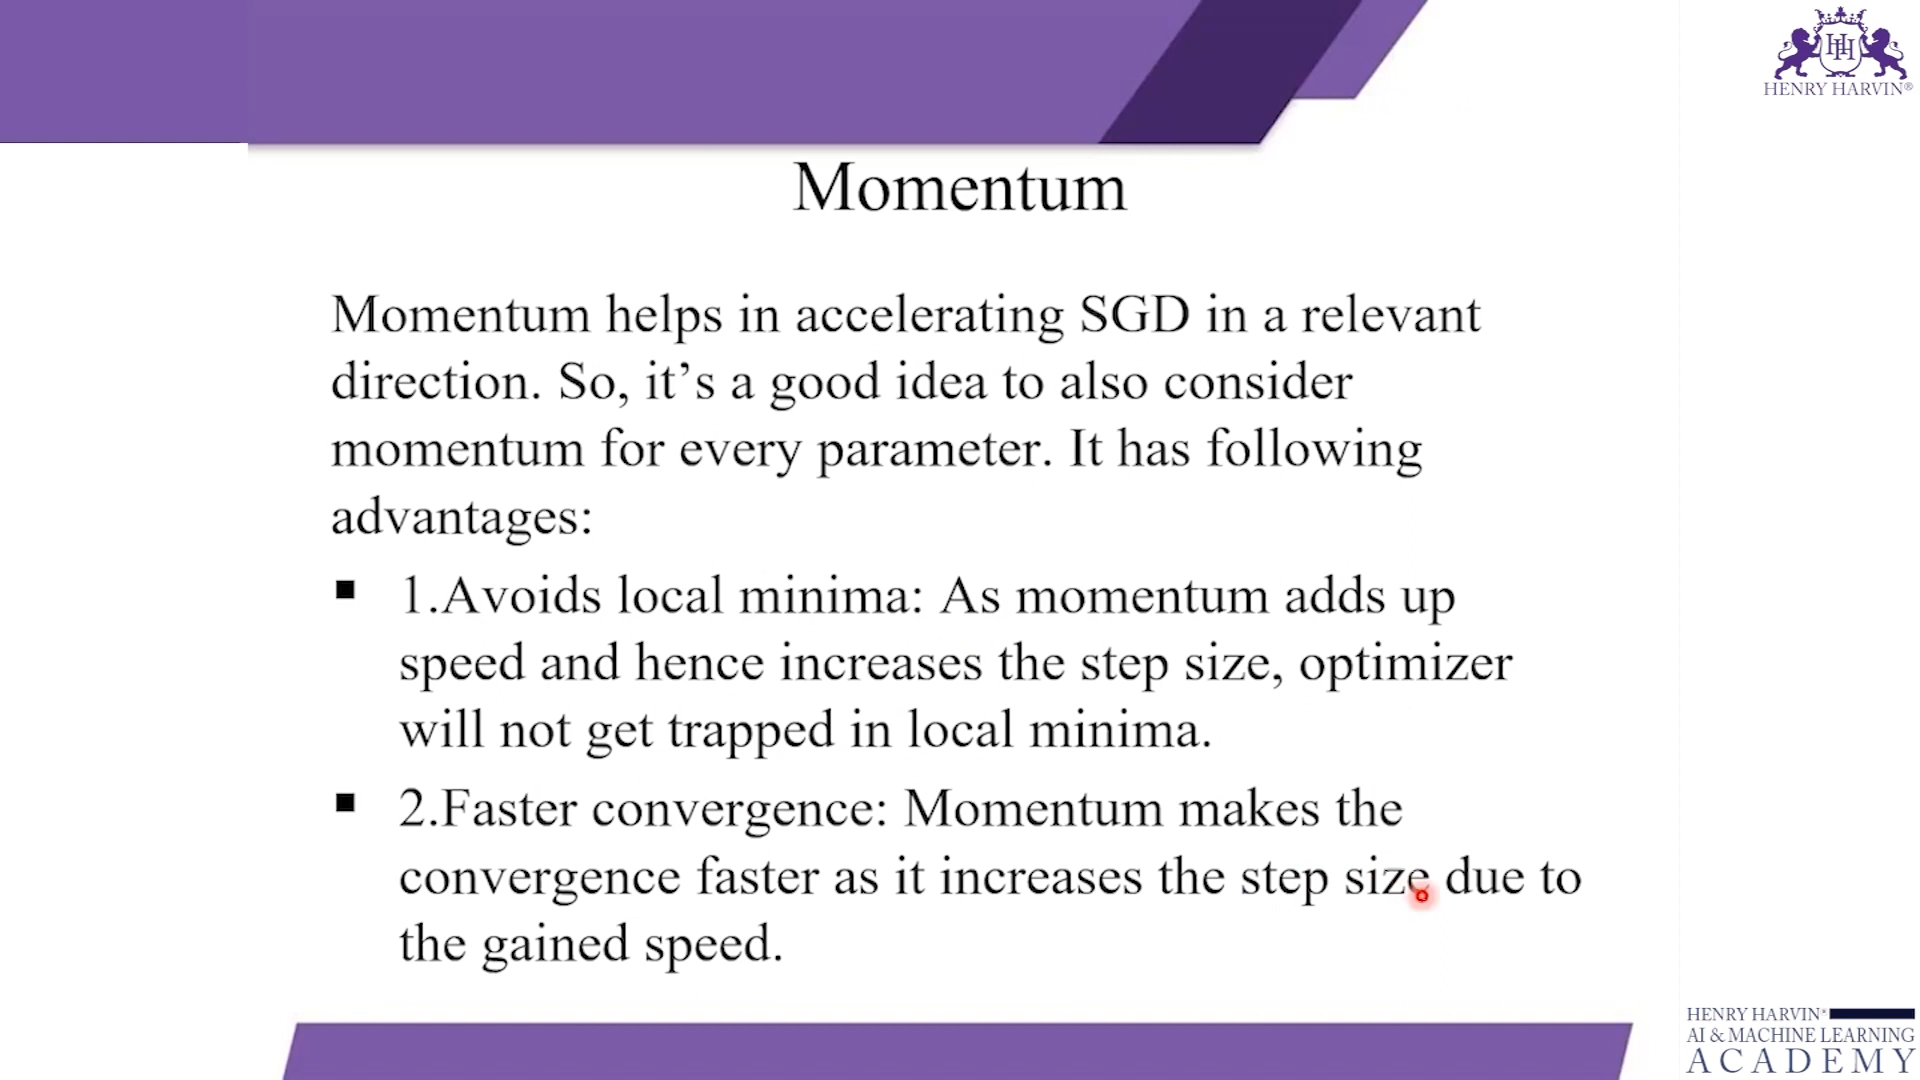 HENRY HARVIN®
Momentum
Momentum helps in accelerating SGD in a relevant
direction. So, it’s a good idea to also consider
momentum for every parameter. It has following
advantages:
▪ 1.Avoids local minima: As momentum adds up
speed and hence increases the step size, optimizer
will not get trapped in local minima.
▪ 2.Faster convergence: Momentum makes the
convergence faster as it increases the step size due to
the gained speed.
HENRY HARVIN®
AI & MACHINE LEARNING
ACADEMY